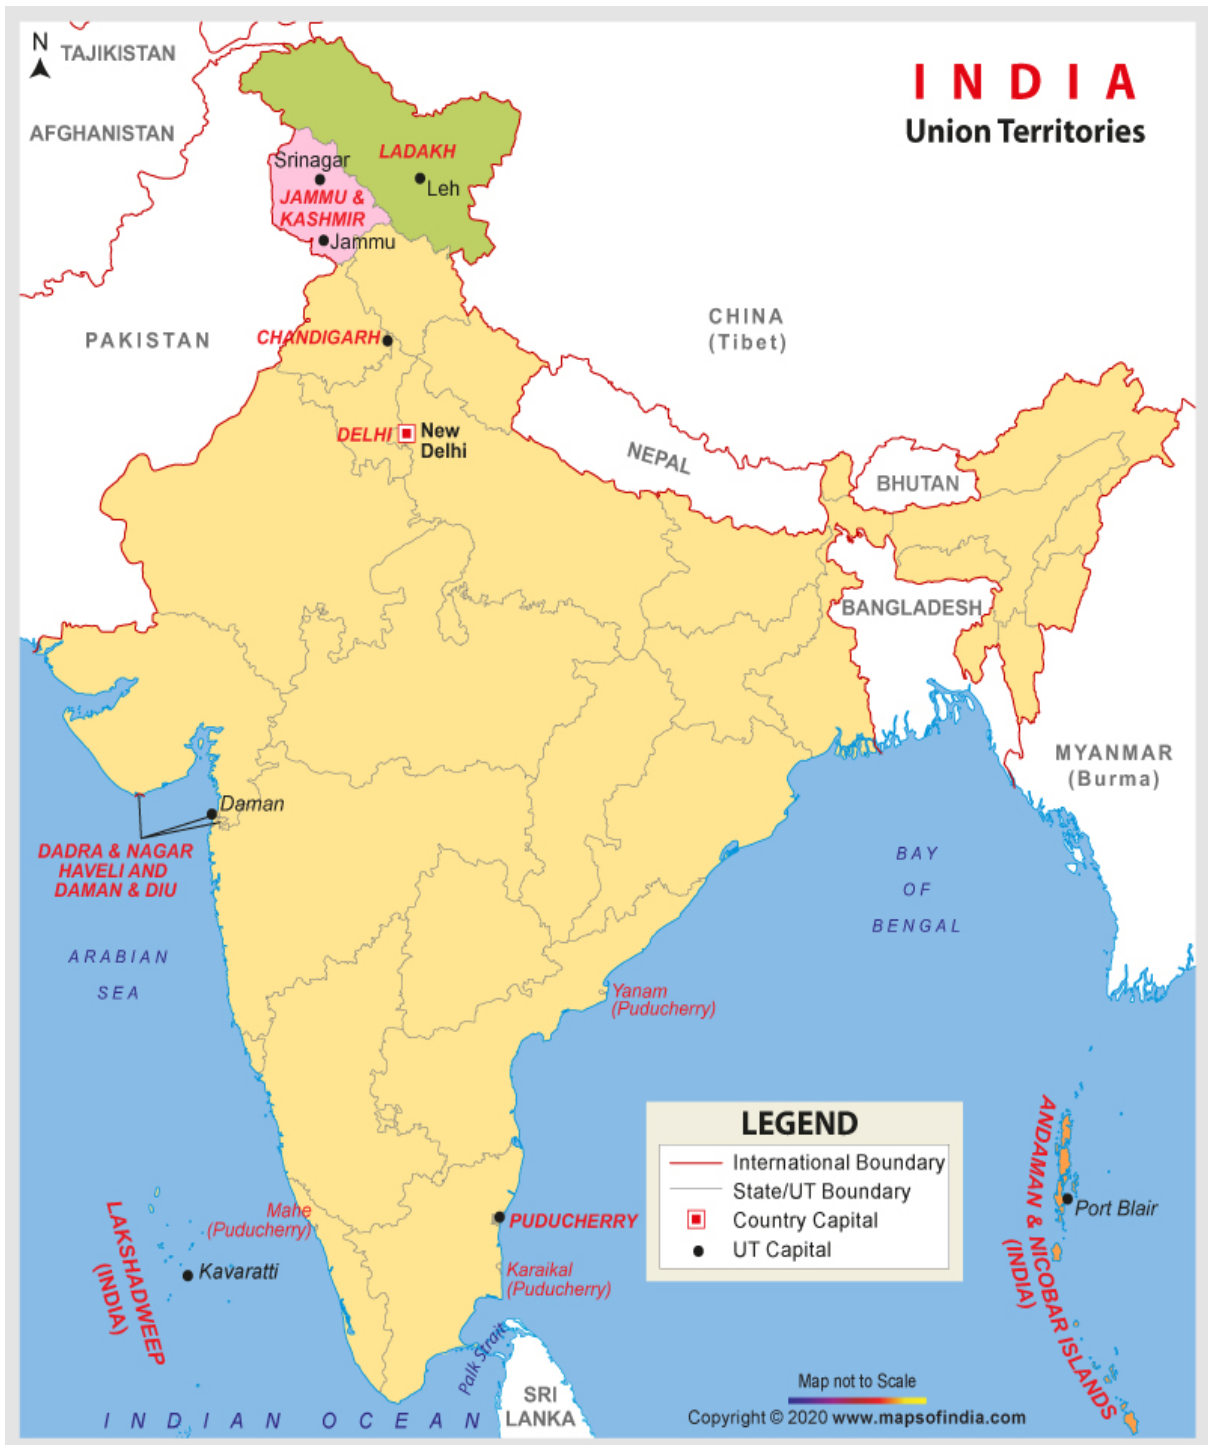 N
TAJIKISTAN
AFGHANISTAN
INDIA
Union Territories
LADAKH
Srinagar
Leh
JAMMU &
KASHMIR
Jammu
PAKISTAN
CHINA
(Tibet)
CHANDIGARH
DELHI
New
Delhi
NEPAL
BHUTAN
BANGLADESH
MYANMAR
(Burma)
Daman
DADRA & NAGAR
HAVELI AND
DAMAN & DIU
BAY
OF
BENGAL
ARABIAN
SEA
Yanam
(Puducherry)
LEGEND
International Boundary
State/UT Boundary
Country Capital
UT Capital
ANDAMAN & NICOBAR ISLANDS
(INDIA)
Port Blair
Mahe
(Puducherry)
PUDUCHERRY
LAKSHADWEEP
(INDIA)
Kavaratti
Karaikal
(Puducherry)
Palk Strait
SRI
LANKA
INDIAN OCEAN
Map not to Scale
Copyright © 2020 www.mapsofindia.com